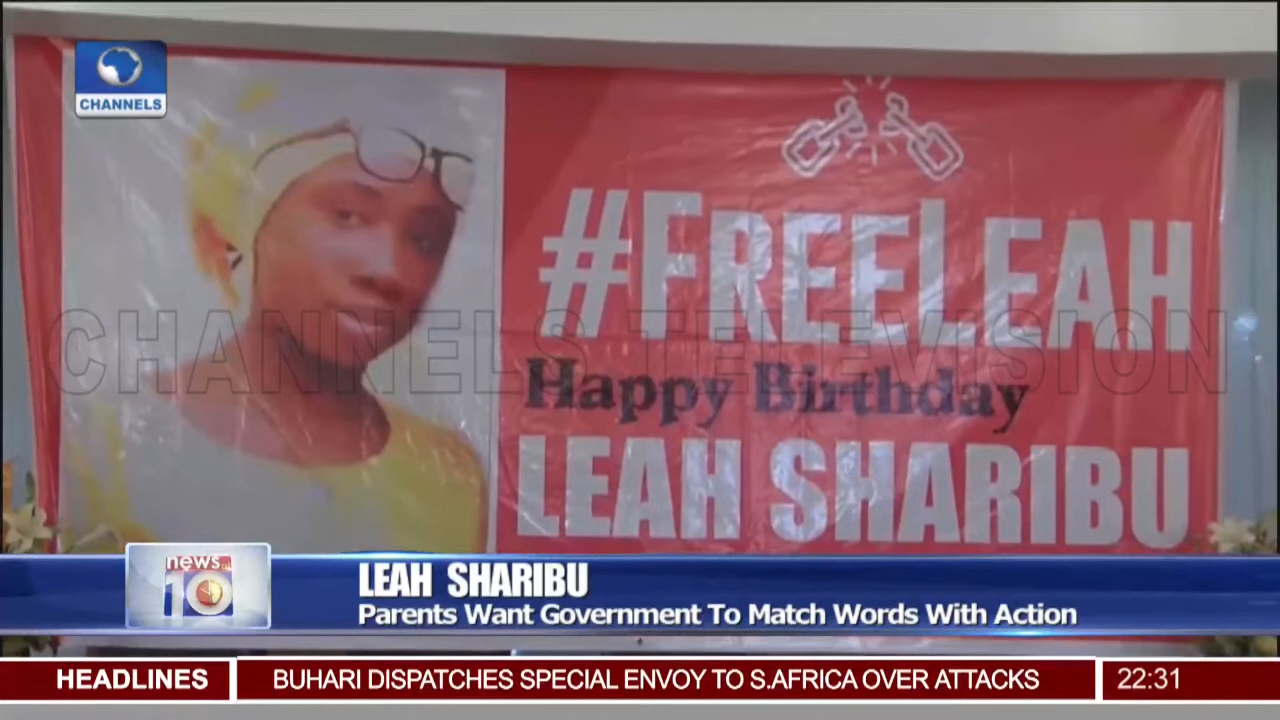 CHANNELS
#FREELEAH
CHANNELS TELEVISION
Happy Birthday
LEAH SHARIBU
news at
10
LEAH SHARIBU
Parents Want Government To Match Words With Action
HEADLINES
BUHARI DISPATCHES SPECIAL ENVOY TO S.AFRICA OVER ATTACKS
22:31